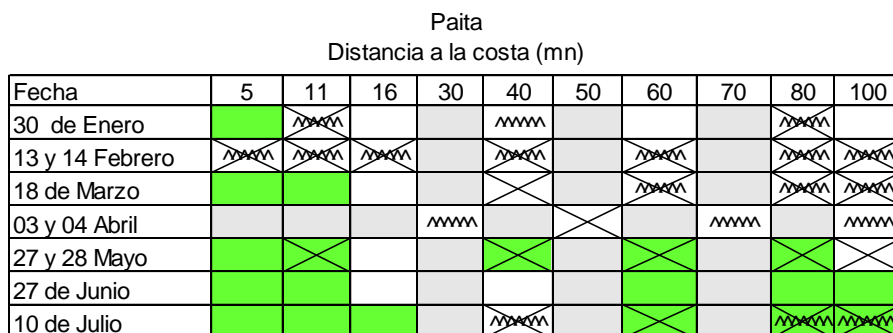 Paita
Distancia a la costa (mn)
Fecha 5 11 16 30 40 50 60 70 80 100
30 de Enero
13 y 14 Febrero
18 de Marzo
03 y 04 Abril
27 y 28 Mayo
27 de Junio
10 de Julio